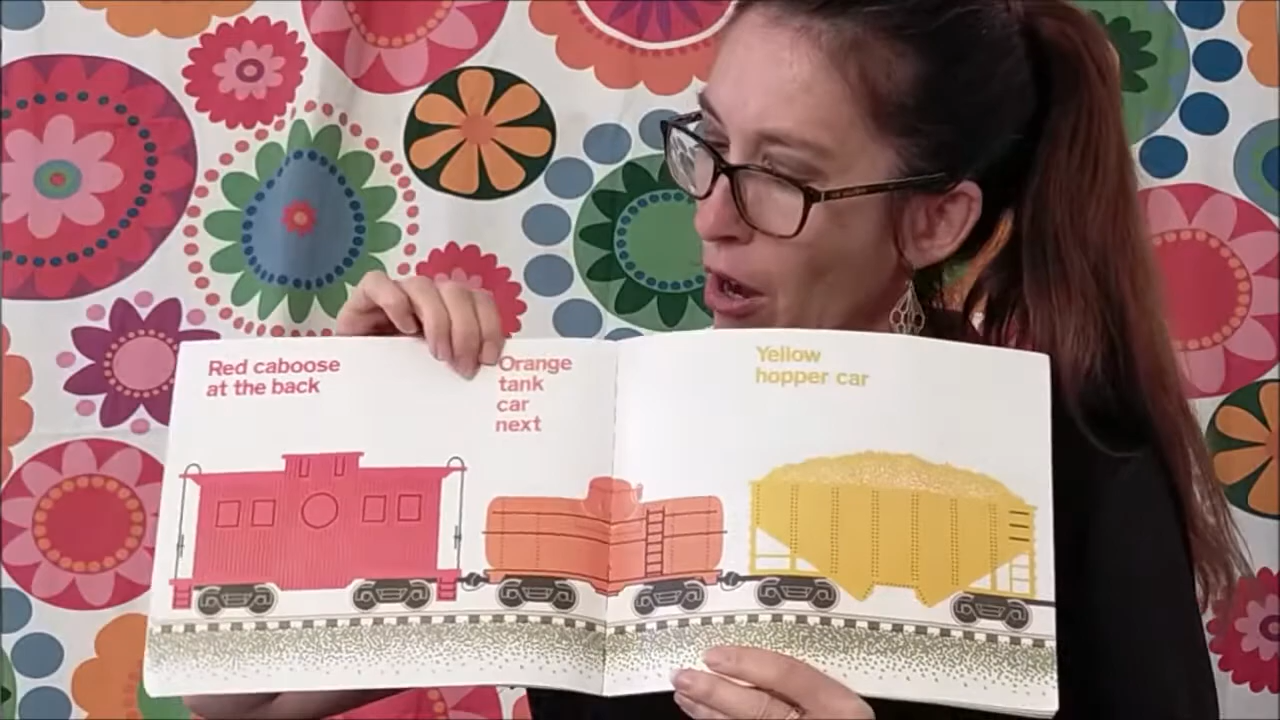 Red caboose
at the back
Orange
tank
car
next
Yellow
hopper car